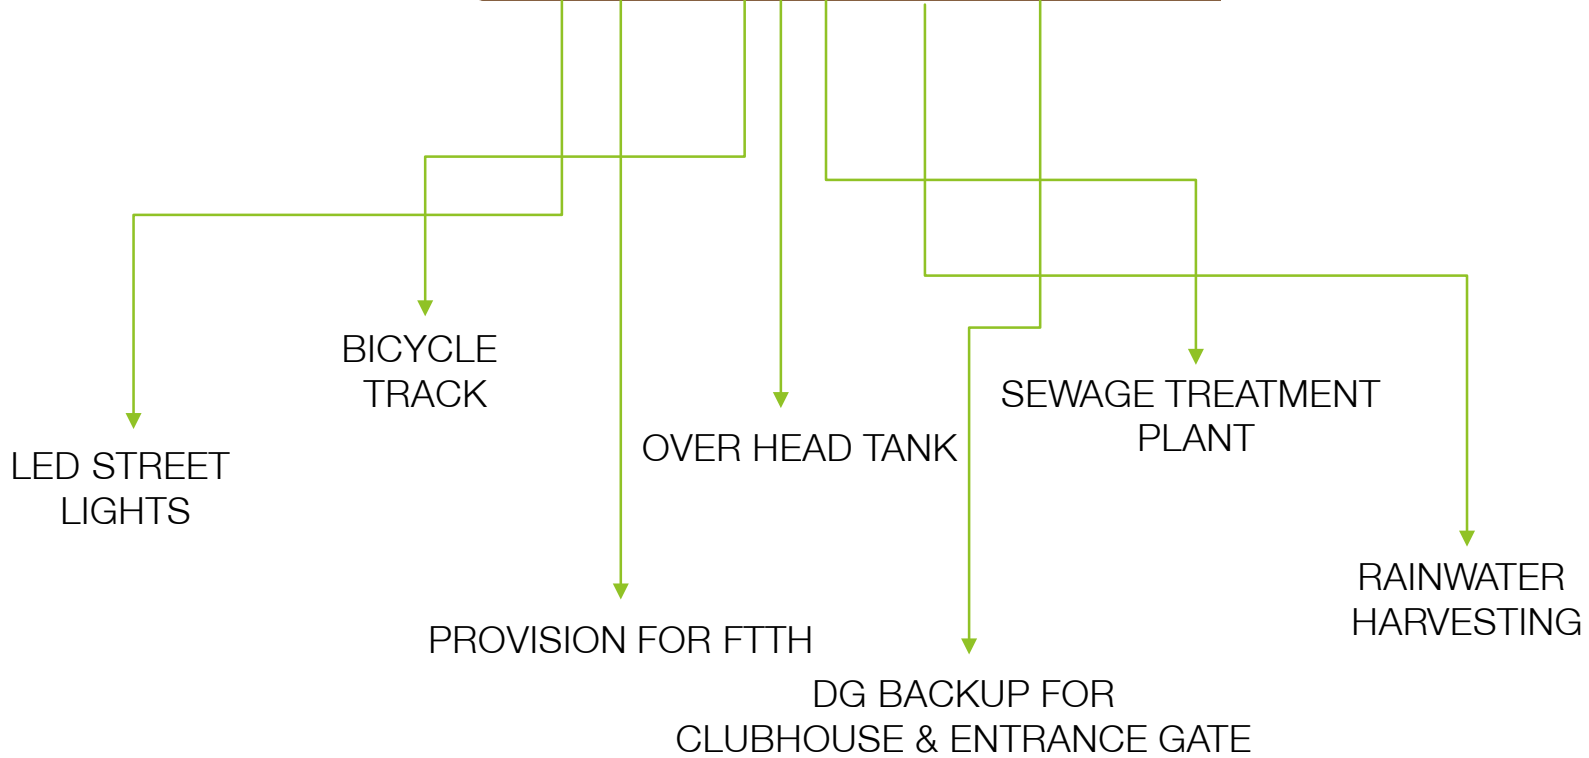 BICYCLE
TRACK
SEWAGE TREATMENT
PLANT
OVER HEAD TANK
LED STREET
LIGHTS
RAINWATER
HARVESTING
PROVISION FOR FTTH
DG BACKUP FOR
CLUBHOUSE & ENTRANCE GATE